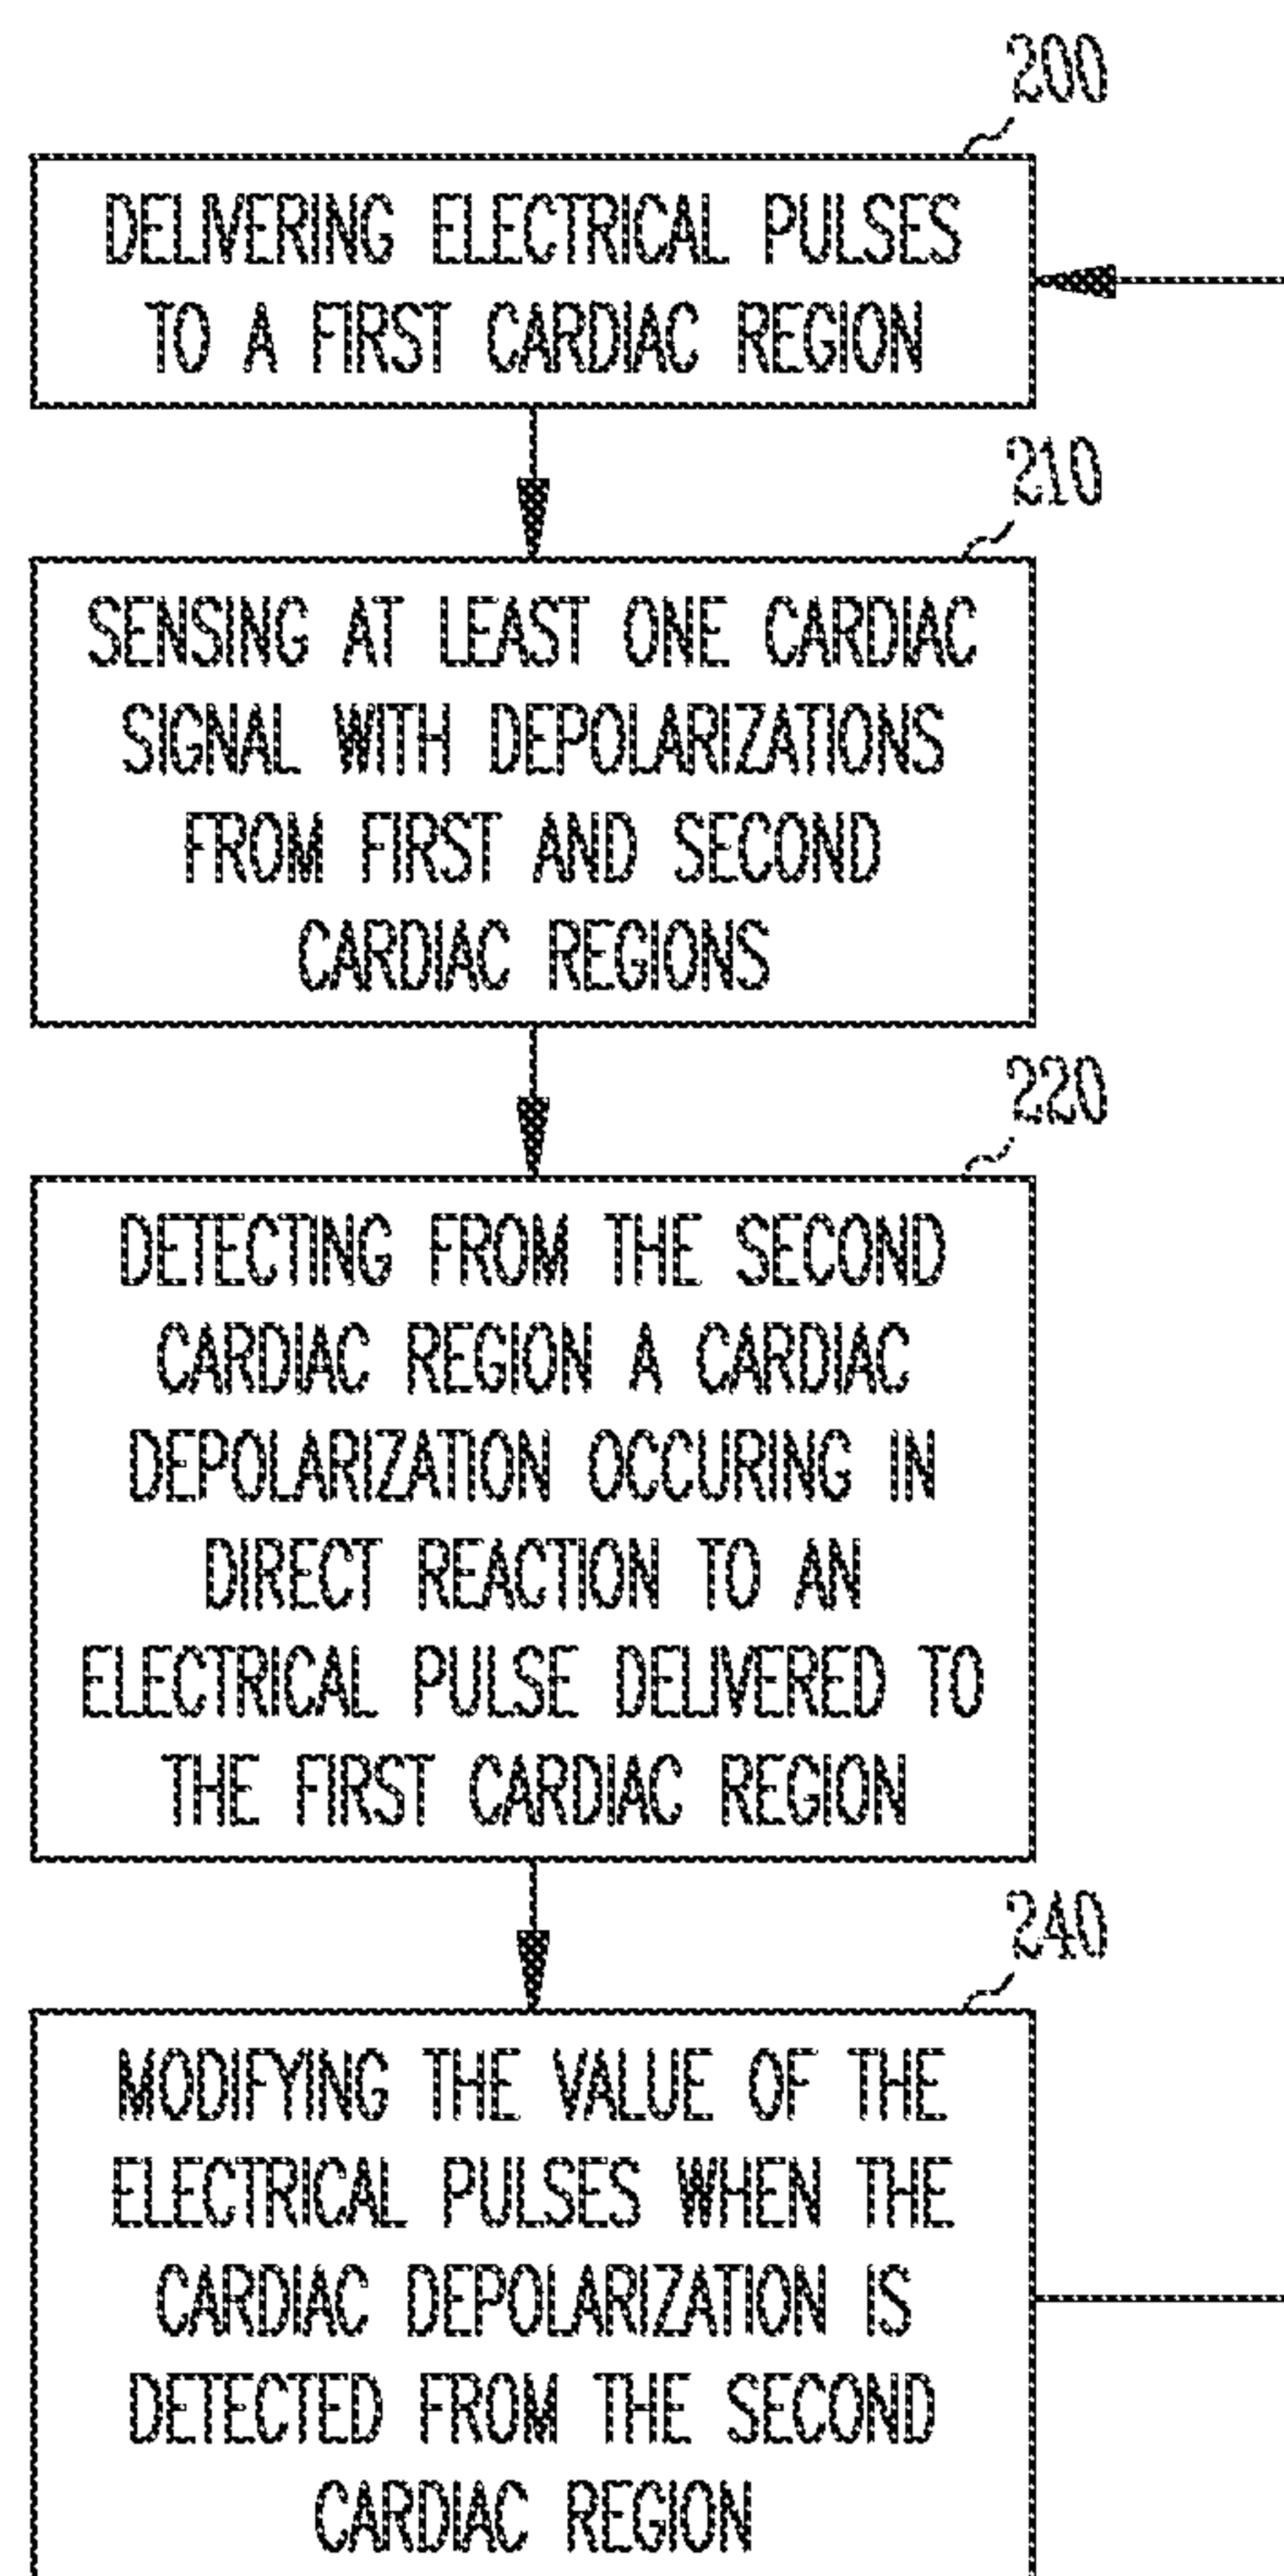 200
DELIVERING ELECTRICAL PULSES
TO A FIRST CARDIAC REGION
210
SENSING AT LEAST ONE CARDIAC
SIGNAL WITH DEPOLARIZATIONS
FROM FIRST AND SECOND
CARDIAC REGIONS
220
DETECTING FROM THE SECOND
CARDIAC REGION A CARDIAC
DEPOLARIZATION OCCURING IN
DIRECT REACTION TO AN
ELECTRICAL PULSE DELIVERED TO
THE FIRST CARDIAC REGION
240
MODIFYING THE VALUE OF THE
ELECTRICAL PULSES WHEN THE
CARDIAC DEPOLARIZATION IS
DETECTED FROM THE SECOND
CARDIAC REGION